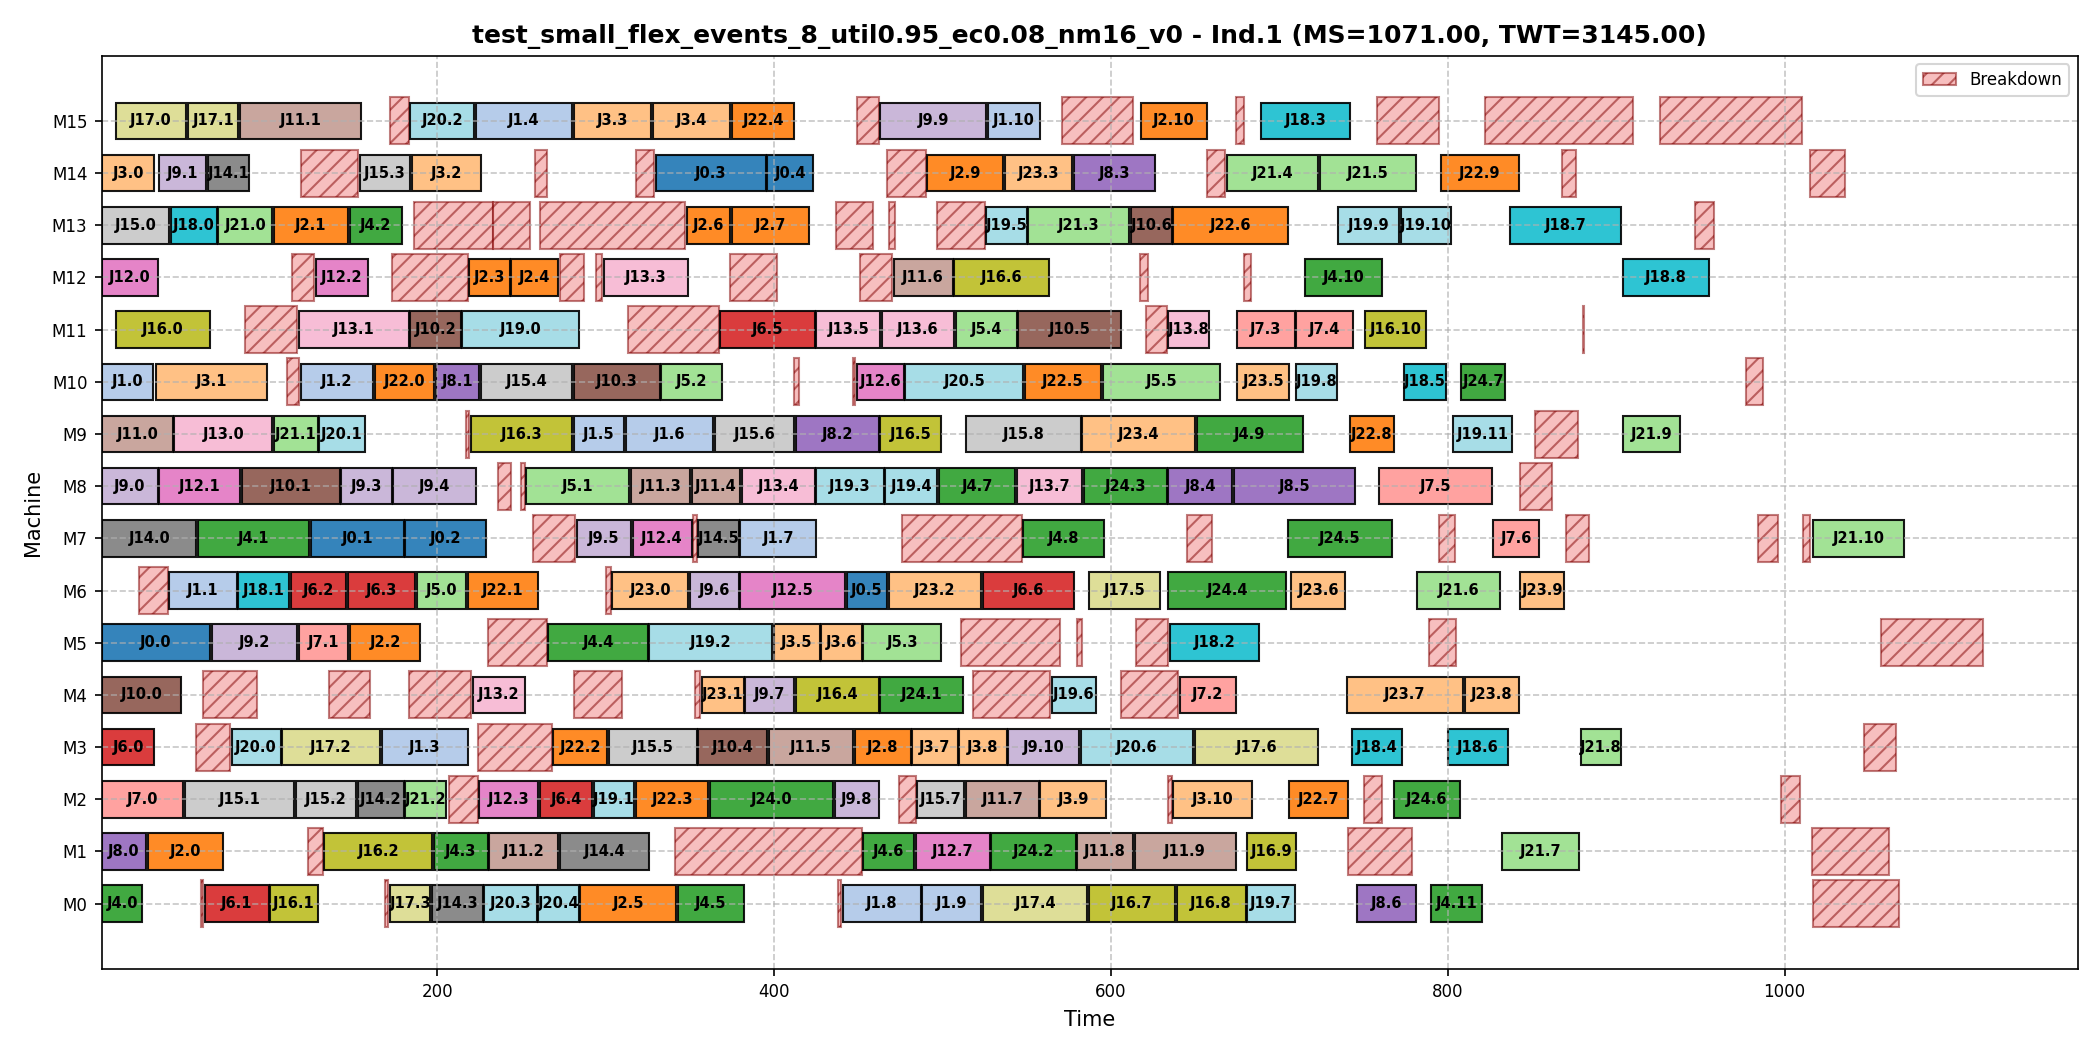 test_small_flex_events_8_util0.95_ec0.08_nm16_v0 - Ind.1 (MS=1071.00, TWT=3145.00)
Breakdown
M15 J17.0 J17.1 J11.1 J20.2 J1.4 J3.3 J3.4 J22.4 J9.9 J1.10 J2.10 J18.3
M14 J3.0 J9.1 J14.1 J15.3 J3.2 J0.3 J0.4 J2.9 J23.3 J8.3 J21.4 J21.5 J22.9
M13 J15.0 J18.0 J21.0 J2.1 J4.2 J2.6 J2.7 J19.5 J21.3 J10.6 J22.6 J19.9 J19.10 J18.7
M12 J12.0 J12.2 J2.3 J2.4 J13.3 J11.6 J16.6 J4.10 J18.8
M11 J16.0 J13.1 J10.2 J19.0 J6.5 J13.5 J13.6 J5.4 J10.5 J13.8 J7.3 J7.4 J16.10
M10 J1.0 J3.1 J1.2 J22.0 J8.1 J15.4 J10.3 J5.2 J12.6 J20.5 J22.5 J5.5 J23.5 J19.8 J18.5 J24.7
M9 J11.0 J13.0 J21.1 J20.1 J16.3 J1.5 J1.6 J15.6 J8.2 J16.5 J15.8 J23.4 J4.9 J22.8 J19.11 J21.9
M8 J9.0 J12.1 J10.1 J9.3 J9.4 J5.1 J11.3 J11.4 J13.4 J19.3 J19.4 J4.7 J13.7 J24.3 J8.4 J8.5 J7.5
M7 J14.0 J4.1 J0.1 J0.2 J9.5 J12.4 J14.5 J1.7 J4.8 J24.5 J7.6 J21.10
M6 J1.1 J18.1 J6.2 J6.3 J5.0 J22.1 J23.0 J9.6 J12.5 J0.5 J23.2 J6.6 J17.5 J24.4 J23.6 J21.6 J23.9
M5 J0.0 J9.2 J7.1 J2.2 J4.4 J19.2 J3.5 J3.6 J5.3 J18.2
M4 J10.0 J13.2 J23.1 J9.7 J16.4 J24.1 J19.6 J7.2 J23.7 J23.8
M3 J6.0 J20.0 J17.2 J1.3 J22.2 J15.5 J10.4 J11.5 J2.8 J3.7 J3.8 J9.10 J20.6 J17.6 J18.4 J18.6 J21.8
M2 J7.0 J15.1 J15.2 J14.2 J21.2 J12.3 J6.4 J19.1 J22.3 J24.0 J9.8 J15.7 J11.7 J3.9 J3.10 J22.7 J24.6
M1 J8.0 J2.0 J16.2 J4.3 J11.2 J14.4 J4.6 J12.7 J24.2 J11.8 J11.9 J16.9 J21.7
M0 J4.0 J6.1 J16.1 J17.3 J14.3 J20.3 J20.4 J2.5 J4.5 J1.8 J1.9 J17.4 J16.7 J16.8 J19.7 J8.6 J4.11
200 400 600 800 1000
Time
Machine